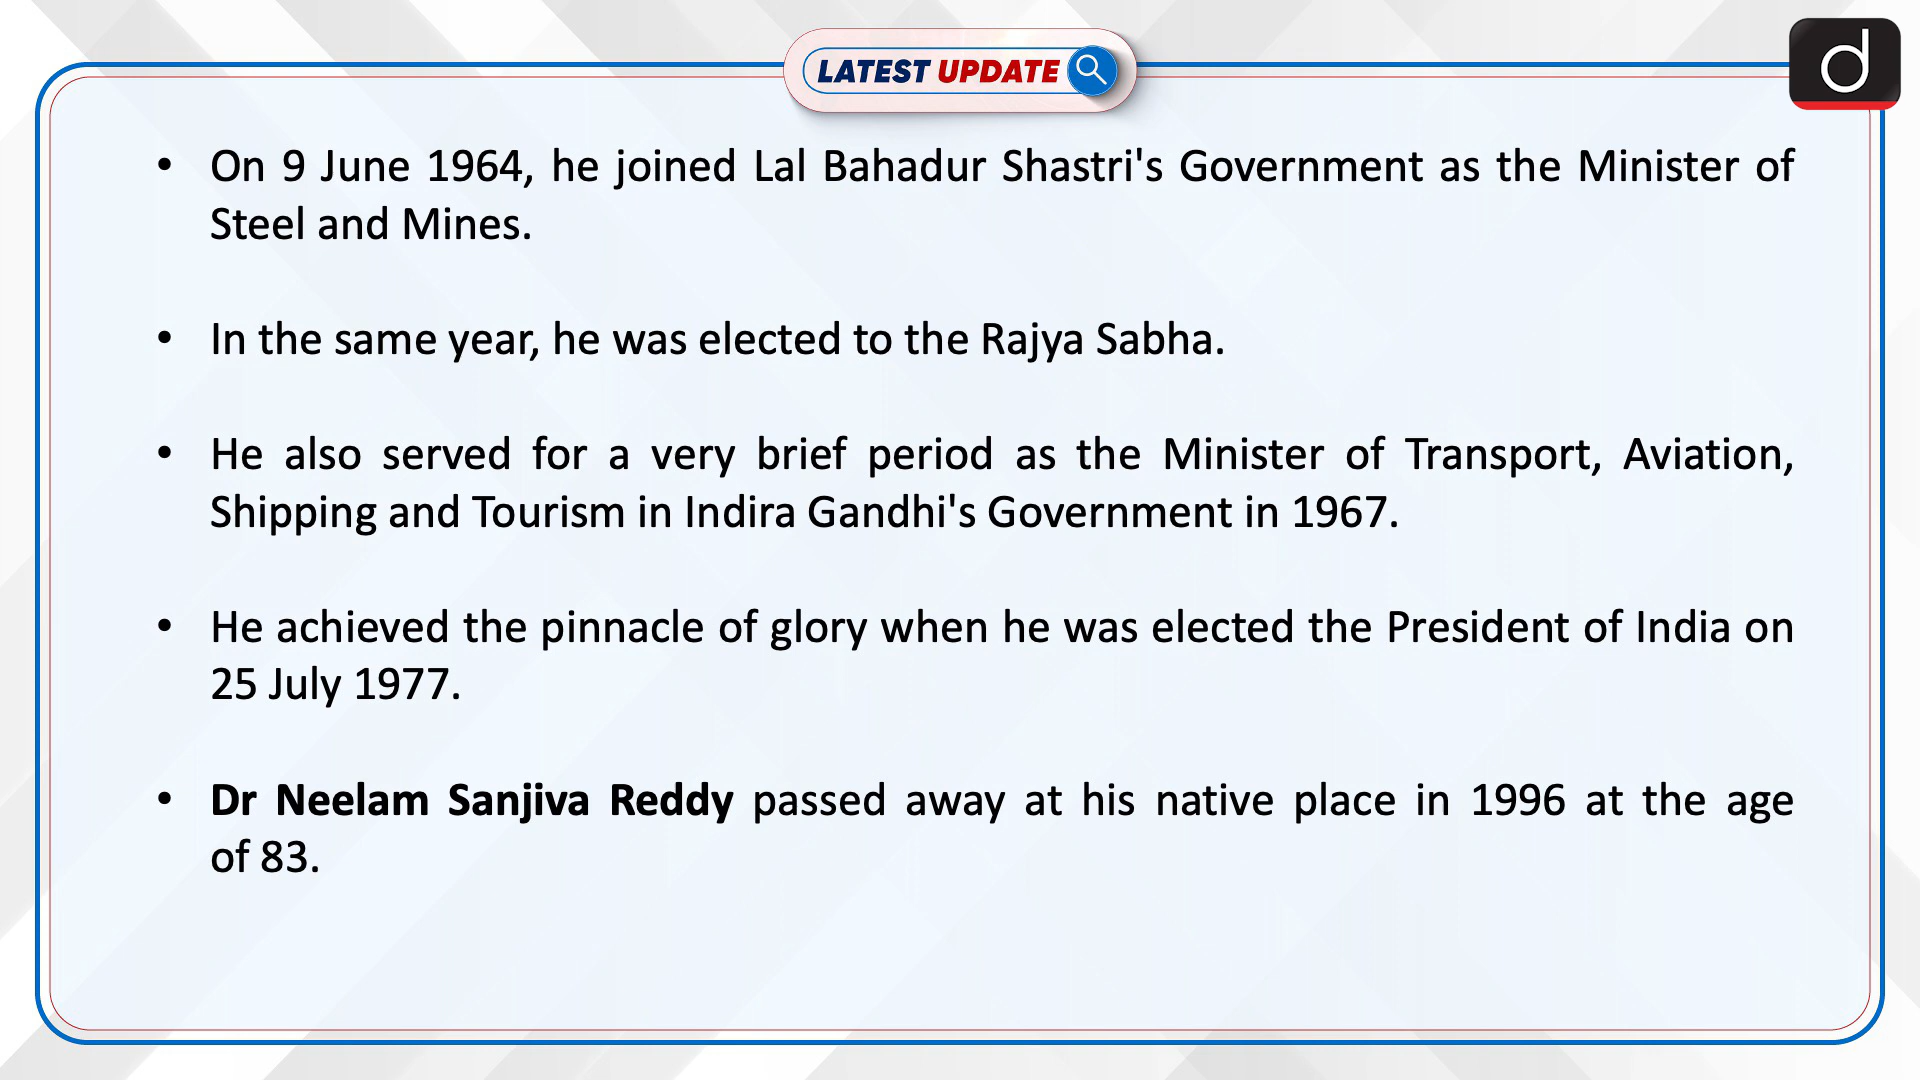 LATEST UPDATE
d
• On 9 June 1964, he joined Lal Bahadur Shastri's Government as the Minister of
Steel and Mines.
• In the same year, he was elected to the Rajya Sabha.
• He also served for a very brief period as the Minister of Transport, Aviation,
Shipping and Tourism in Indira Gandhi's Government in 1967.
• He achieved the pinnacle of glory when he was elected the President of India on
25 July 1977.
• Dr Neelam Sanjiva Reddy passed away at his native place in 1996 at the age
of 83.